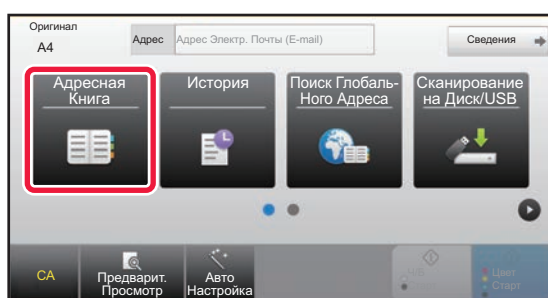 Оригинал
A4
Адрес
Адрес Электр. Почты (E-mail)
Сведения
Адресная
Книга
История
Поиск Глобаль-
Ного Адреса
Сканирование
на Диск/USB
CA
Предварит.
Просмотр
Авто
Настройка
Ч/Б
Старт
Цвет
Старт